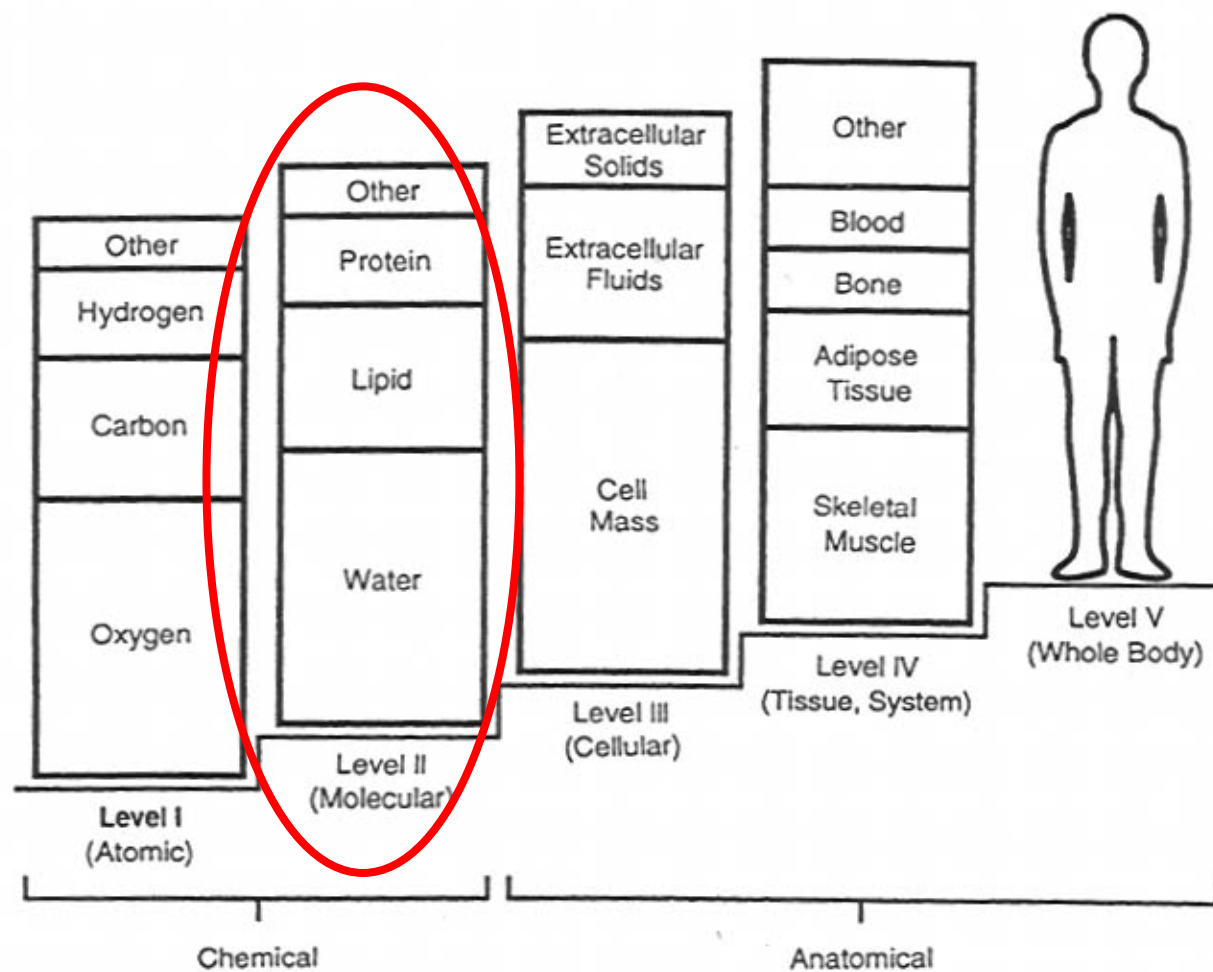 Other
Hydrogen
Carbon
Oxygen
Level I
(Atomic)
Other
Protein
Lipid
Water
Level II
(Molecular)
Extracellular
Solids
Extracellular
Fluids
Cell
Mass
Level III
(Cellular)
Other
Blood
Bone
Adipose
Tissue
Skeletal
Muscle
Level IV
(Tissue, System)
Level V
(Whole Body)
Chemical
Anatomical